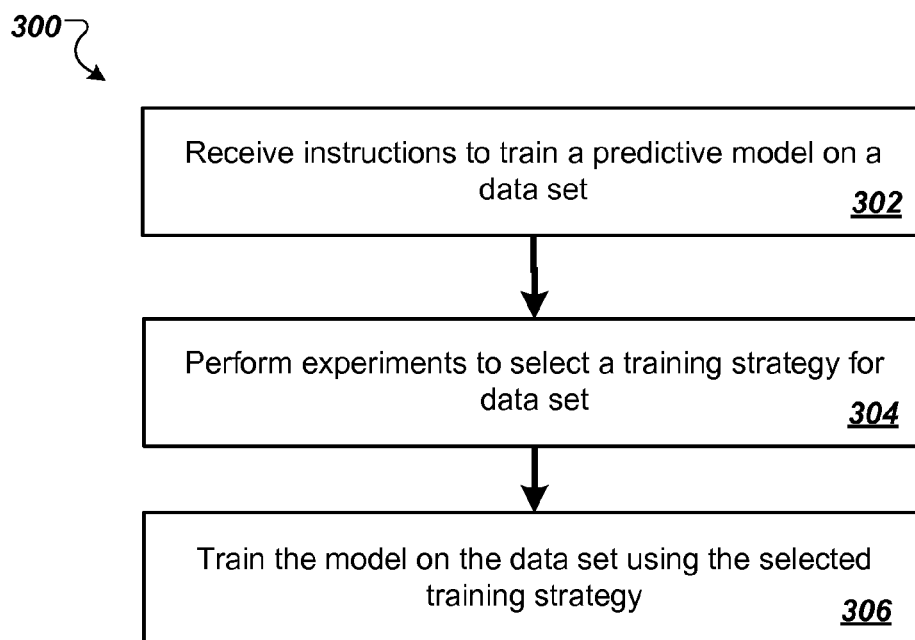 300
Receive instructions to train a predictive model on a
data set
302
Perform experiments to select a training strategy for
data set
304
Train the model on the data set using the selected
training strategy
306